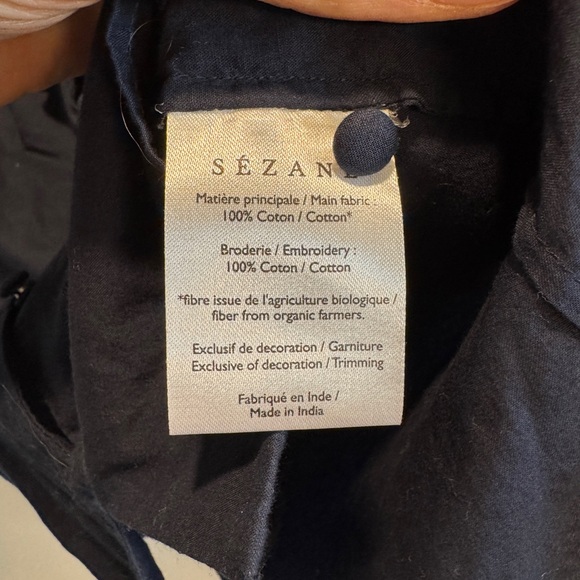 SÉZANE
Matière principale / Main fabric :
100% Coton / Cotton*
Broderie / Embroidery :
100% Coton / Cotton
*fibre issue de l'agriculture biologique /
fiber from organic farmers.
Exclusif de decoration / Garniture
Exclusive of decoration / Trimming
Fabriqué en Inde /
Made in India